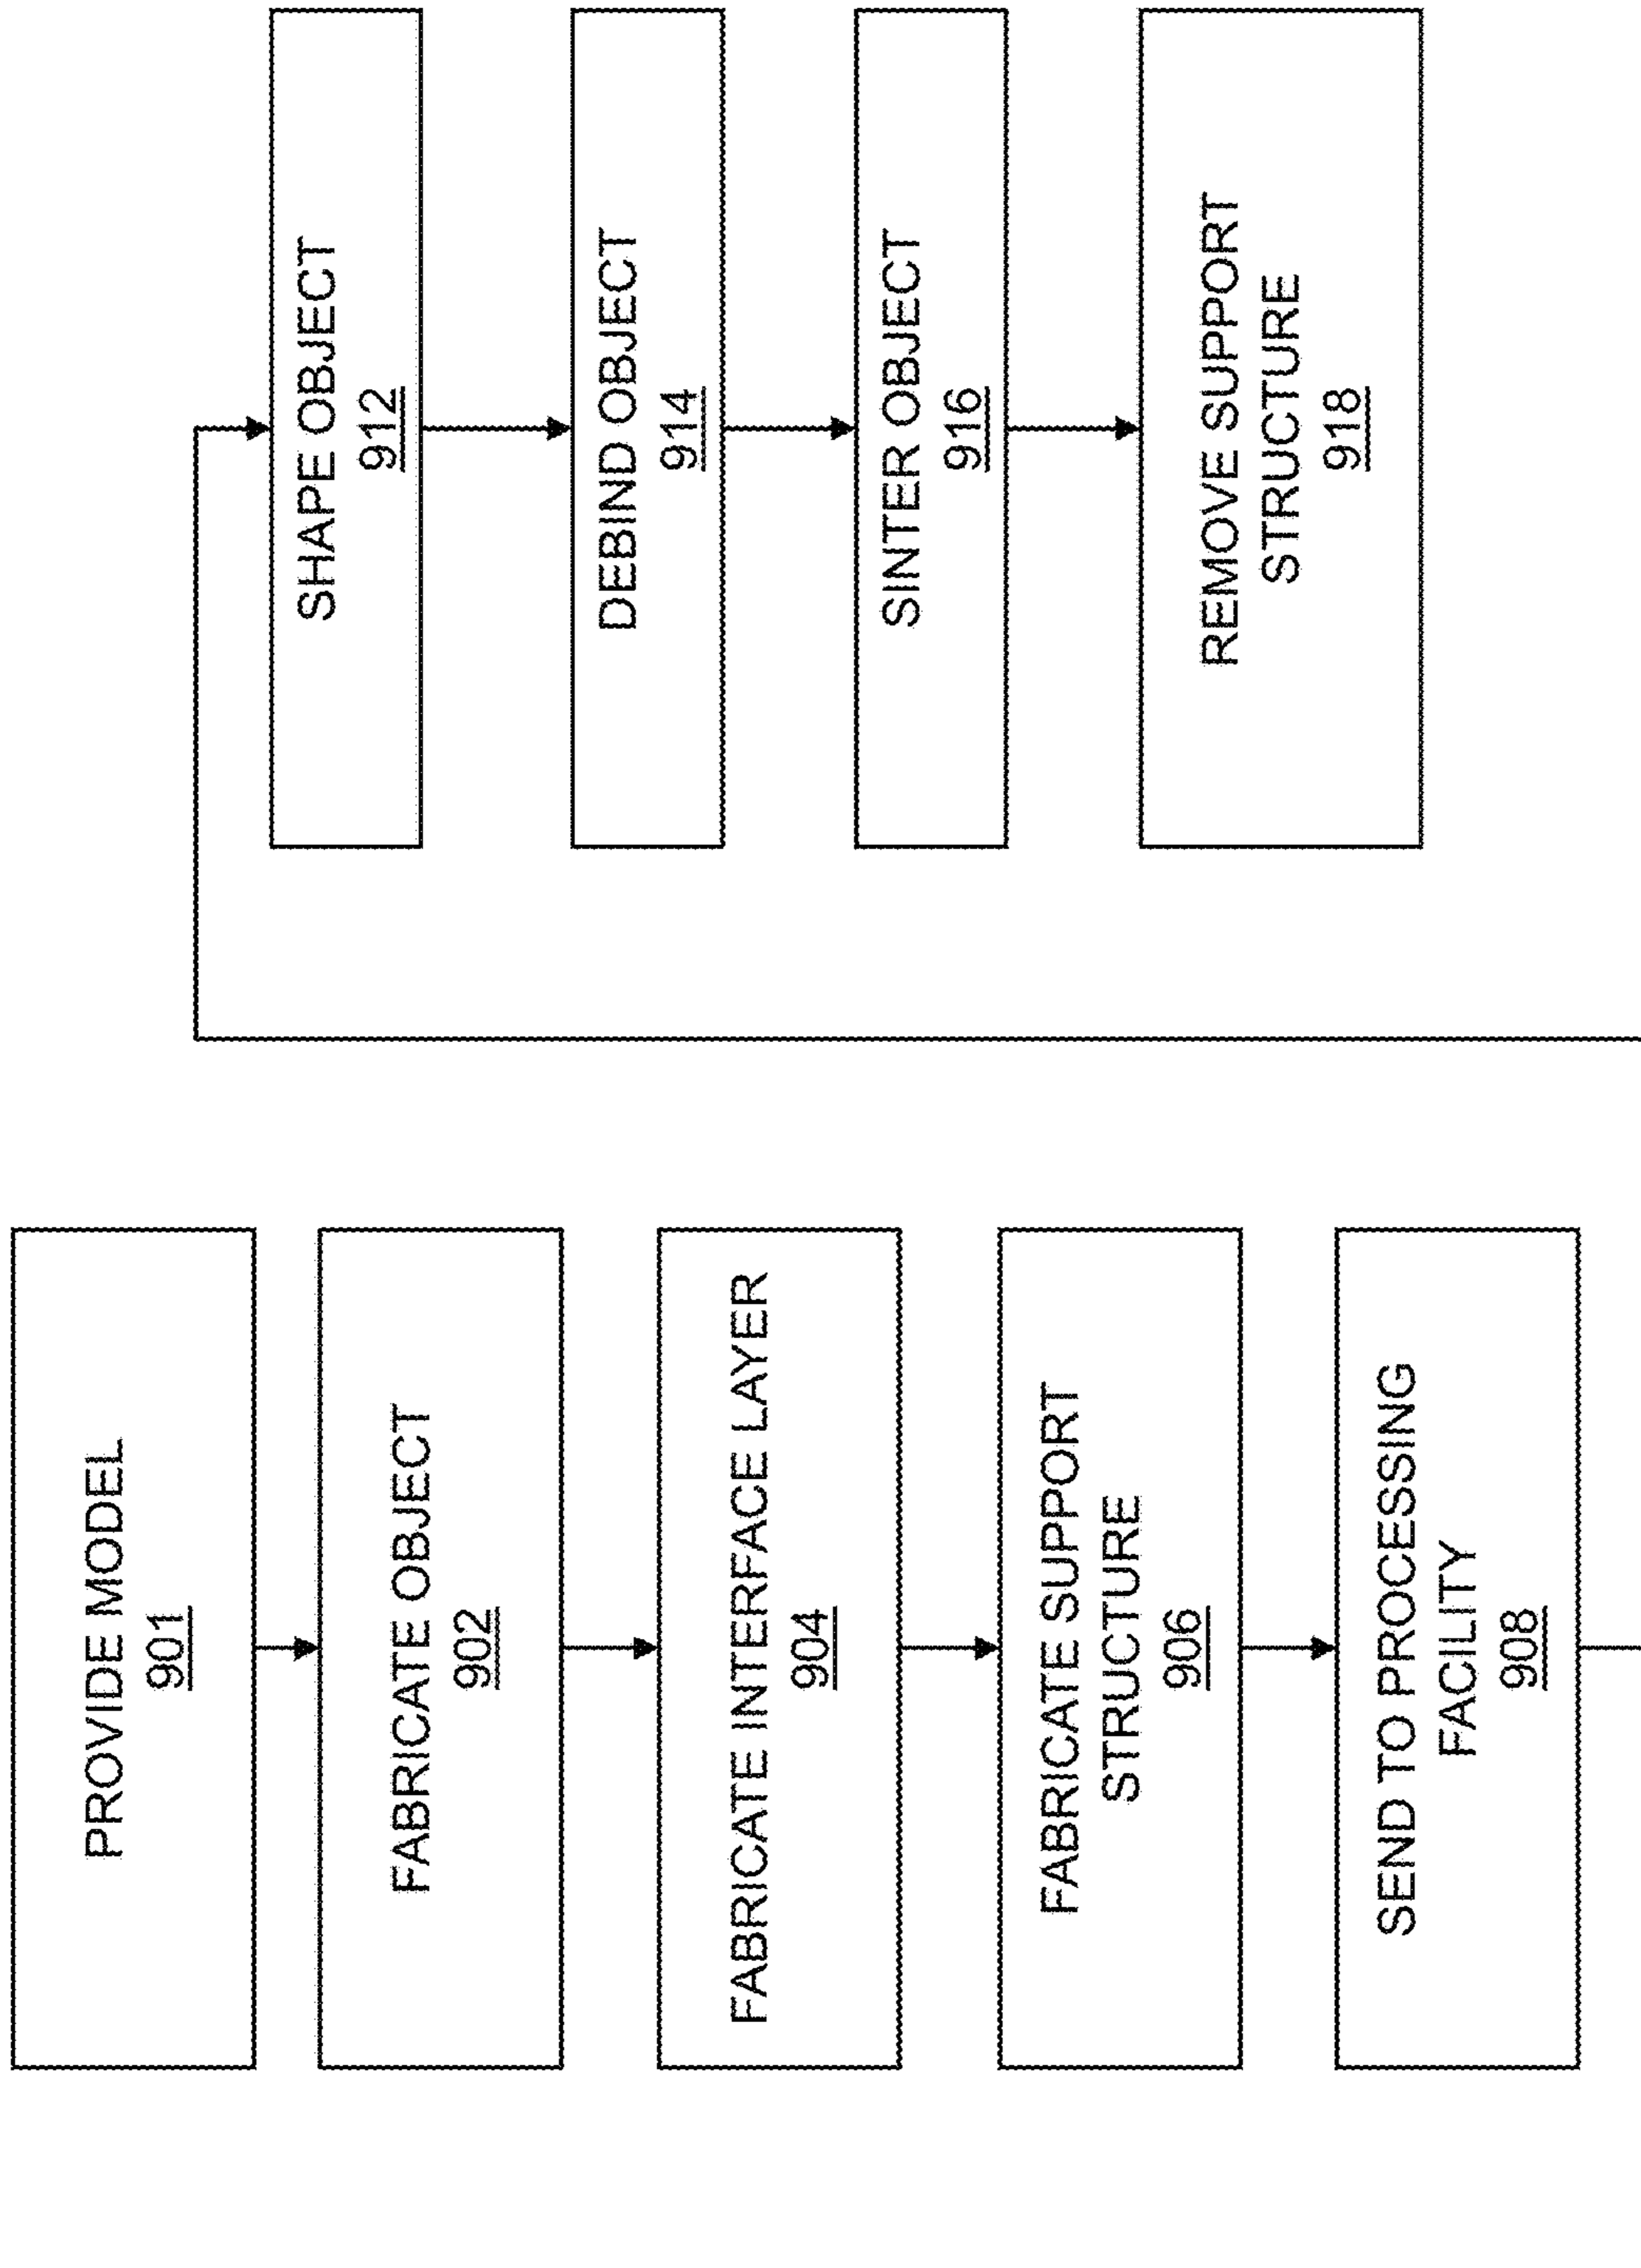 PROVIDE MODEL
901
FABRICATE OBJECT
902
FABRICATE INTERFACE LAYER
904
FABRICATE SUPPORT
STRUCTURE
906
SEND TO PROCESSING
FACILITY
908
SHAPE OBJECT
912
DEBIND OBJECT
914
SINTER OBJECT
916
REMOVE SUPPORT
STRUCTURE
918